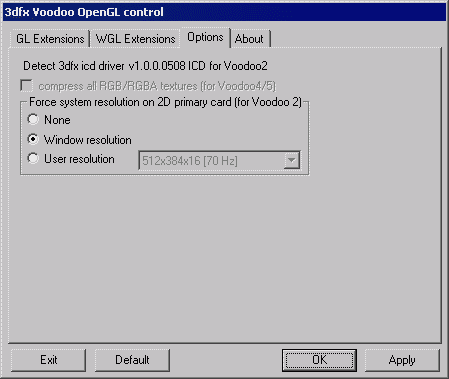 3dfx Voodoo OpenGL control
GL Extensions WGL Extensions Options About
Detect 3dfx icd driver v1.0.0.0508 ICD for Voodoo2
compress all RGB/RGBA textures (for Voodoo4/5)
Force system resolution on 2D primary card (for Voodoo 2)
None
Window resolution
User resolution 512x384x16 [70 Hz]
Exit Default OK Apply